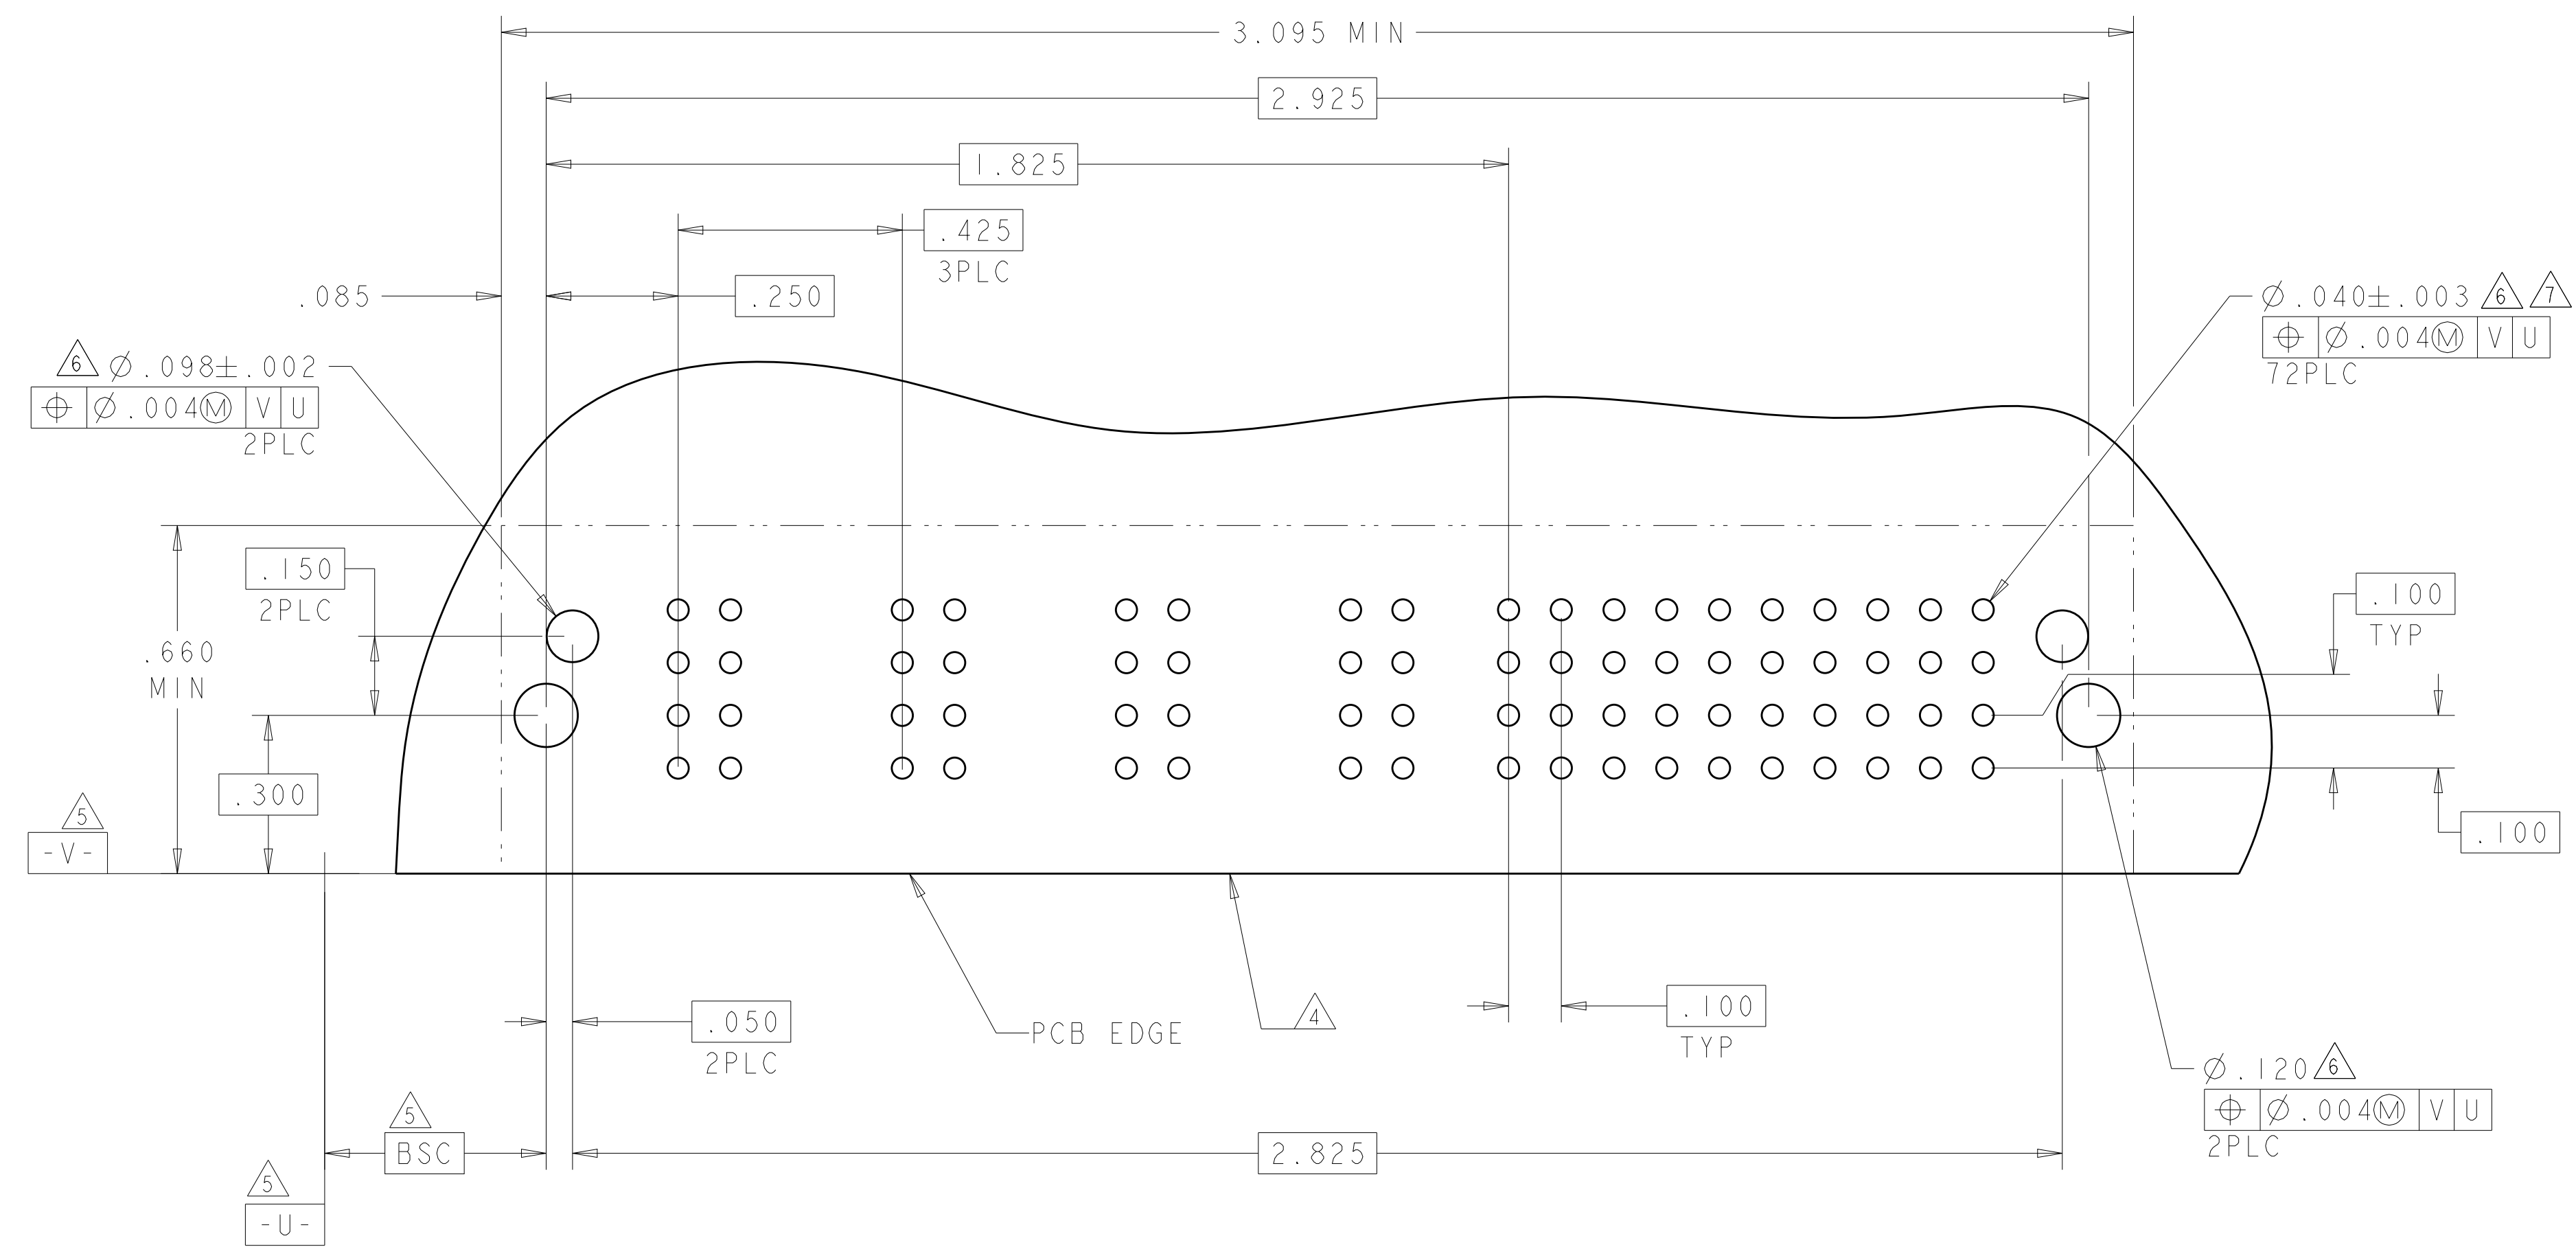 3.095 MIN
2.925
1.825
.425
3PLC
.085
.250
Ø.040±.003 6 7
⌖ Ø.004Ⓜ V U
72PLC
6 Ø.098±.002
⌖ Ø.004Ⓜ V U
2PLC
.150
2PLC
.100
TYP
.660
MIN
.300
5
-V-
.100
.050
2PLC
PCB EDGE
4
.100
TYP
Ø.120 6
⌖ Ø.004Ⓜ V U
2PLC
5
BSC
2.825
5
-U-